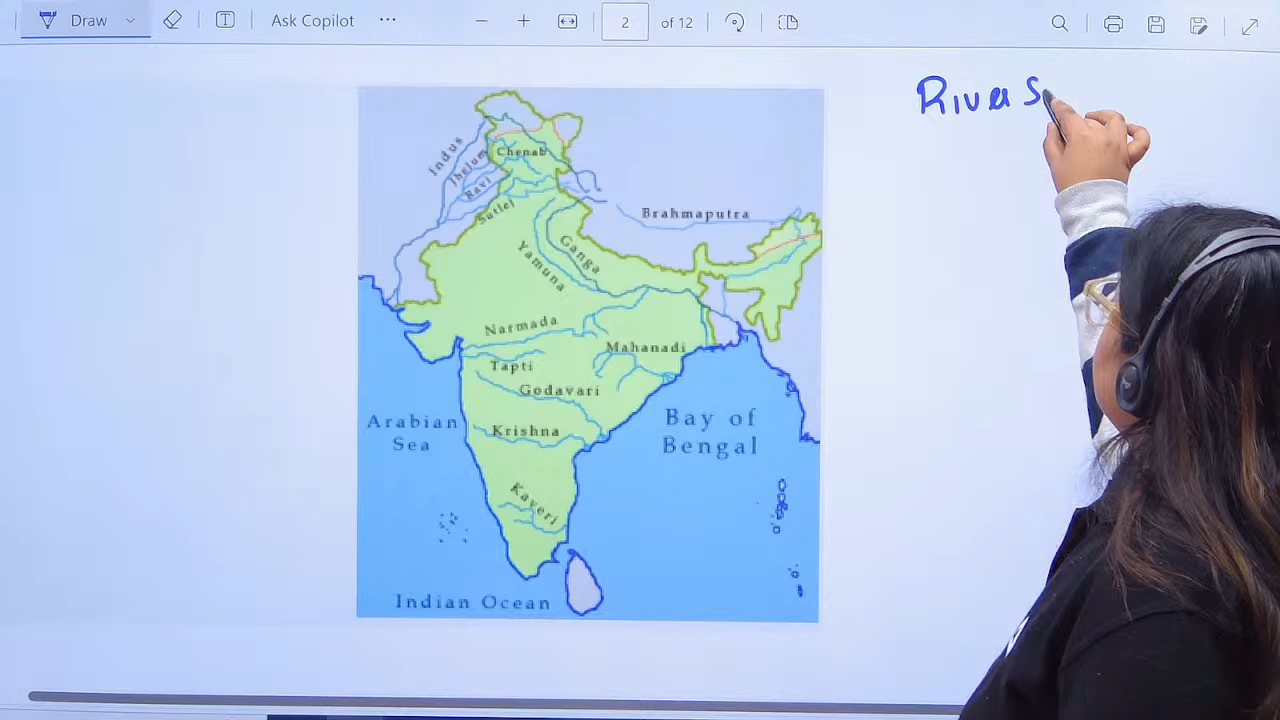 Draw
Ask Copilot
2 of 12
Rivers
Indus
Jhelum
Chenab
Ravi
Sutlej
Brahmaputra
Ganga
Yamuna
Narmada
Mahanadi
Tapti
Godavari
Arabian
Sea
Krishna
Bay of
Bengal
Kaveri
Indian Ocean